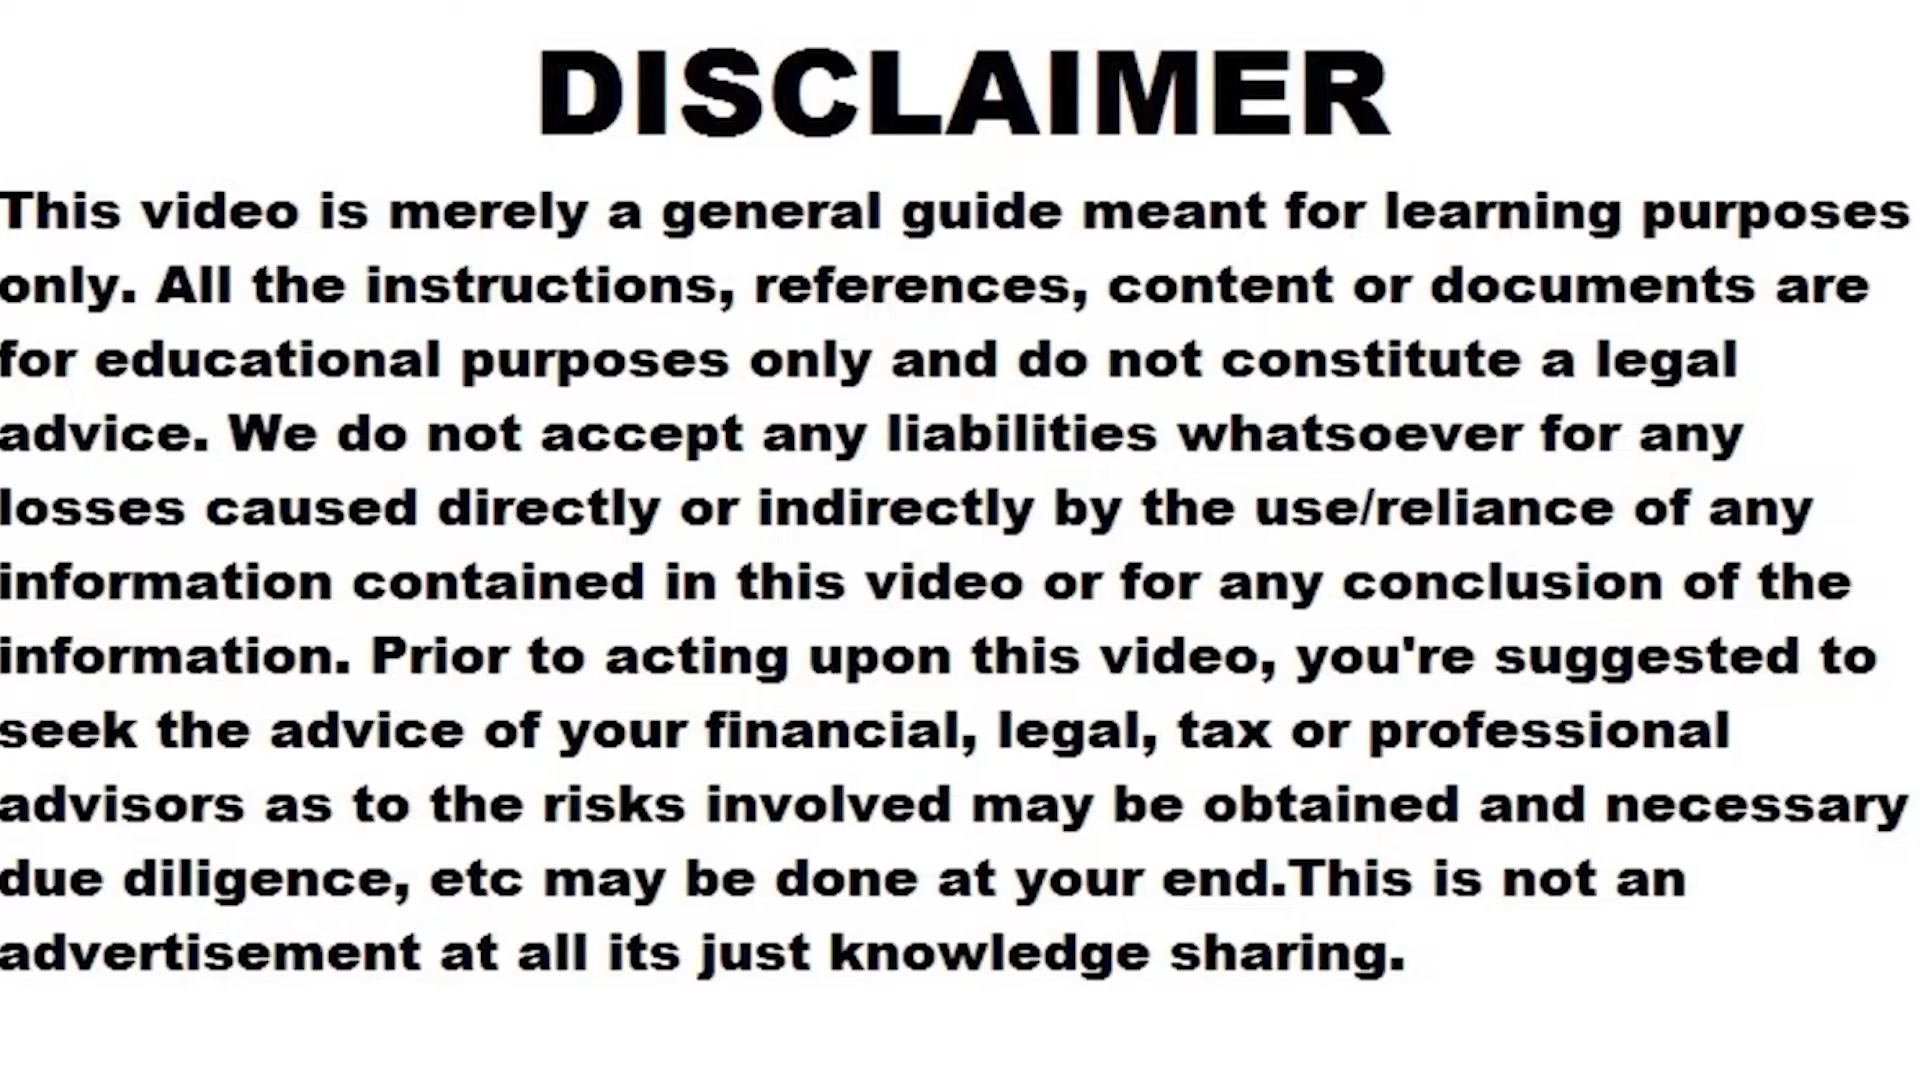 DISCLAIMER
This video is merely a general guide meant for learning purposes
only. All the instructions, references, content or documents are
for educational purposes only and do not constitute a legal
advice. We do not accept any liabilities whatsoever for any
losses caused directly or indirectly by the use/reliance of any
information contained in this video or for any conclusion of the
information. Prior to acting upon this video, you're suggested to
seek the advice of your financial, legal, tax or professional
advisors as to the risks involved may be obtained and necessary
due diligence, etc may be done at your end.This is not an
advertisement at all its just knowledge sharing.